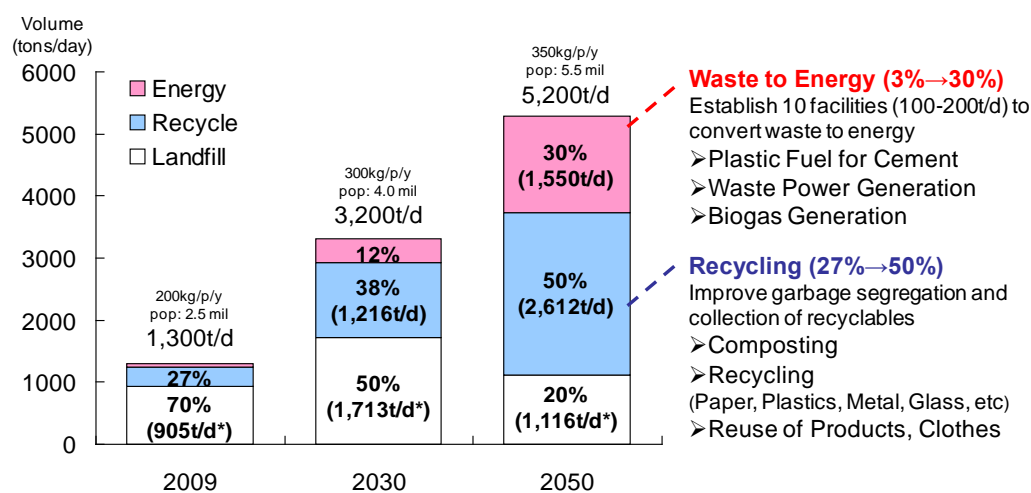 Volume
(tons/day)
6000
5000
4000
3000
2000
1000
0
Energy
Recycle
Landfill
200kg/p/y
pop: 2.5 mil
1,300t/d
27%
70%
(905t/d*)
2009
300kg/p/y
pop: 4.0 mil
3,200t/d
12%
38%
(1,216t/d)
50%
(1,713t/d*)
2030
350kg/p/y
pop: 5.5 mil
5,200t/d
30%
(1,550t/d)
50%
(2,612t/d)
20%
(1,116t/d*)
2050
Waste to Energy (3%→30%)
Establish 10 facilities (100-200t/d) to
convert waste to energy
➢Plastic Fuel for Cement
➢Waste Power Generation
➢Biogas Generation
Recycling (27%→50%)
Improve garbage segregation and
collection of recyclables
➢Composting
➢Recycling
(Paper, Plastics, Metal, Glass, etc)
➢Reuse of Products, Clothes